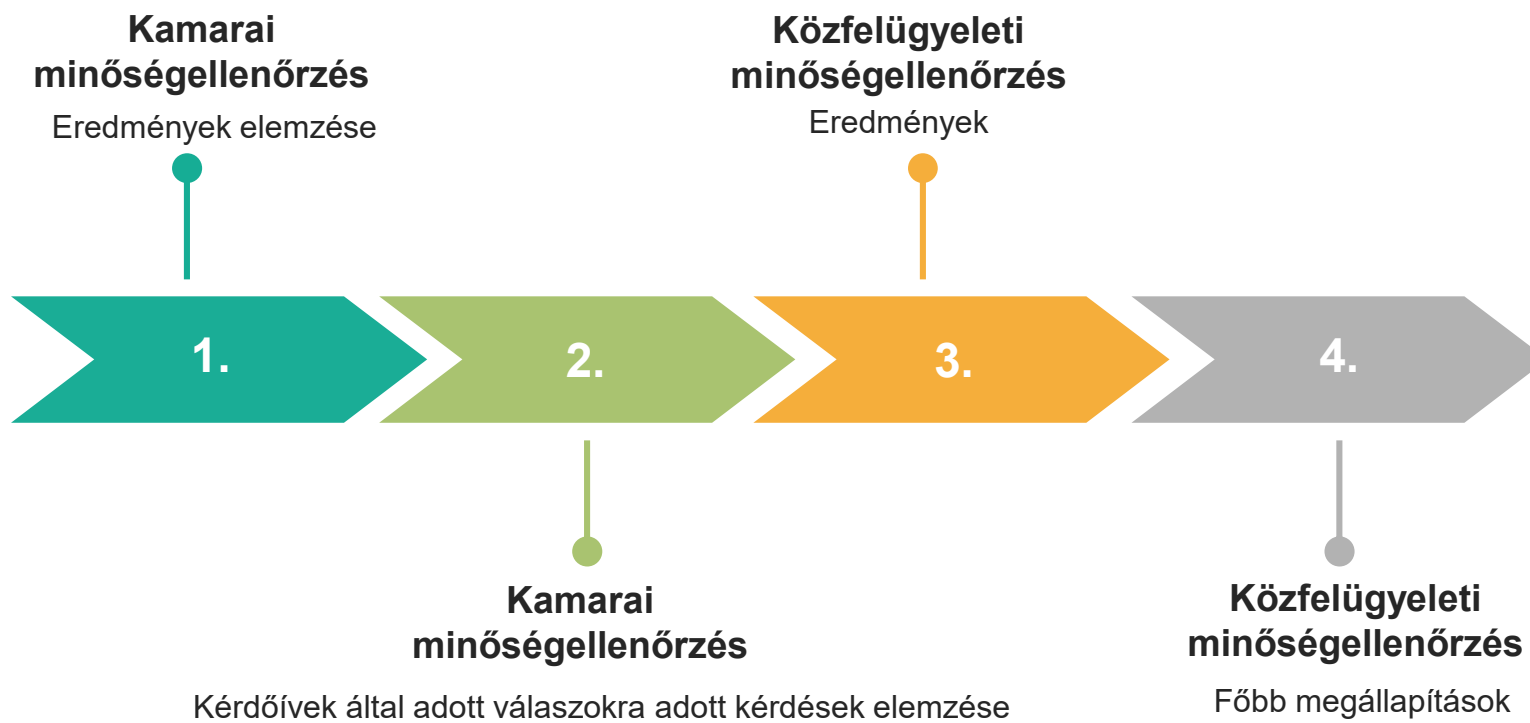 Kamarai
minőségellenőrzés
Eredmények elemzése
Közfelügyeleti
minőségellenőrzés
Eredmények
1.
2.
3.
4.
Kamarai
minőségellenőrzés
Kérdőívek által adott válaszokra adott kérdések elemzése
Közfelügyeleti
minőségellenőrzés
Főbb megállapítások